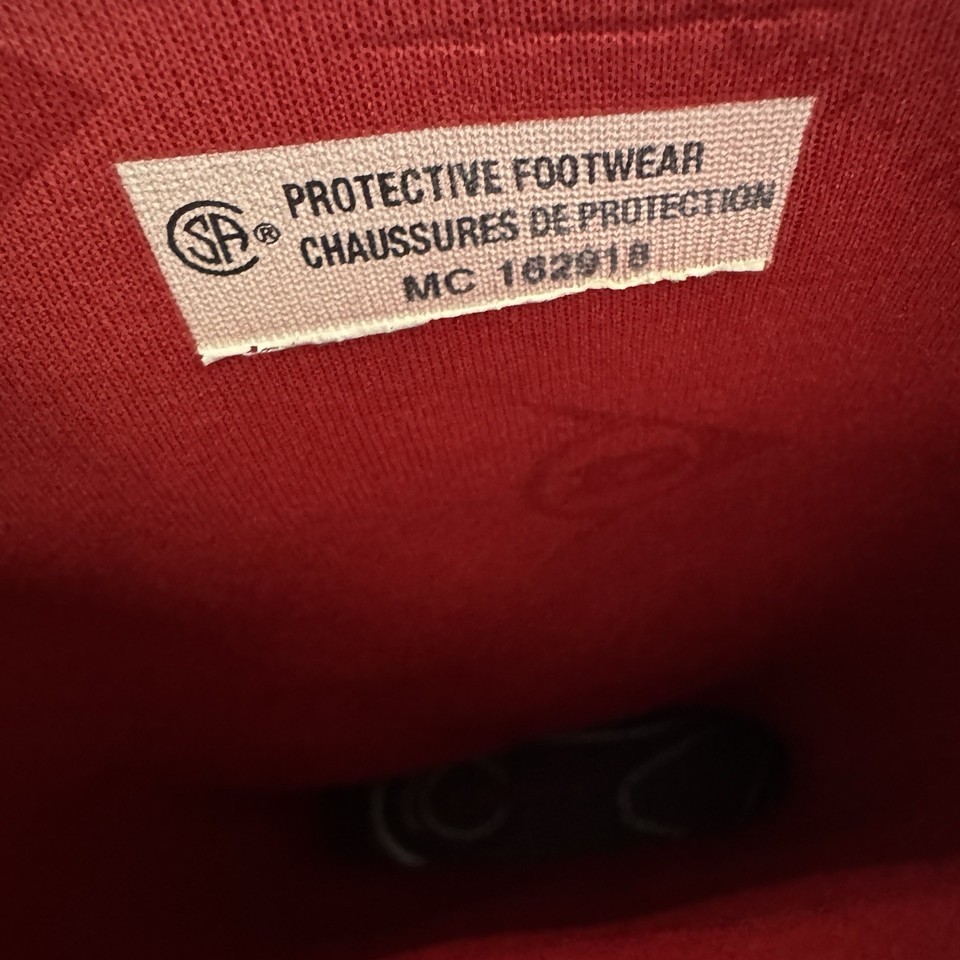 CSA® PROTECTIVE FOOTWEAR
CHAUSSURES DE PROTECTION
MC 162918